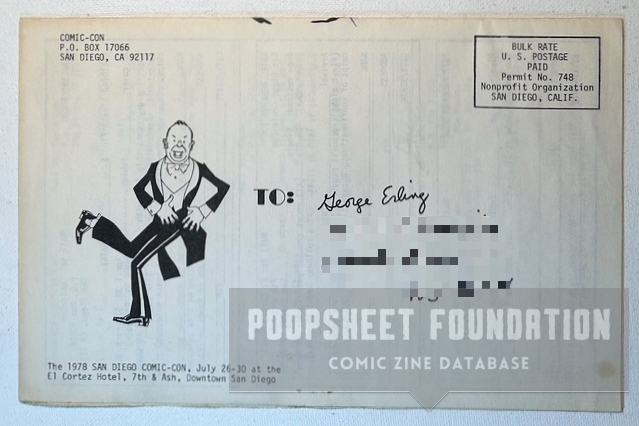 COMIC-CON
P.O. BOX 17066
SAN DIEGO, CA 92117
BULK RATE
U. S. POSTAGE
PAID
Permit No. 748
Nonprofit Organization
SAN DIEGO, CALIF.
TO: George Erling
POOPSHEET FOUNDATION
COMIC ZINE DATABASE
The 1978 SAN DIEGO COMIC-CON, July 26-30 at the
El Cortez Hotel, 7th & Ash, Downtown San Diego